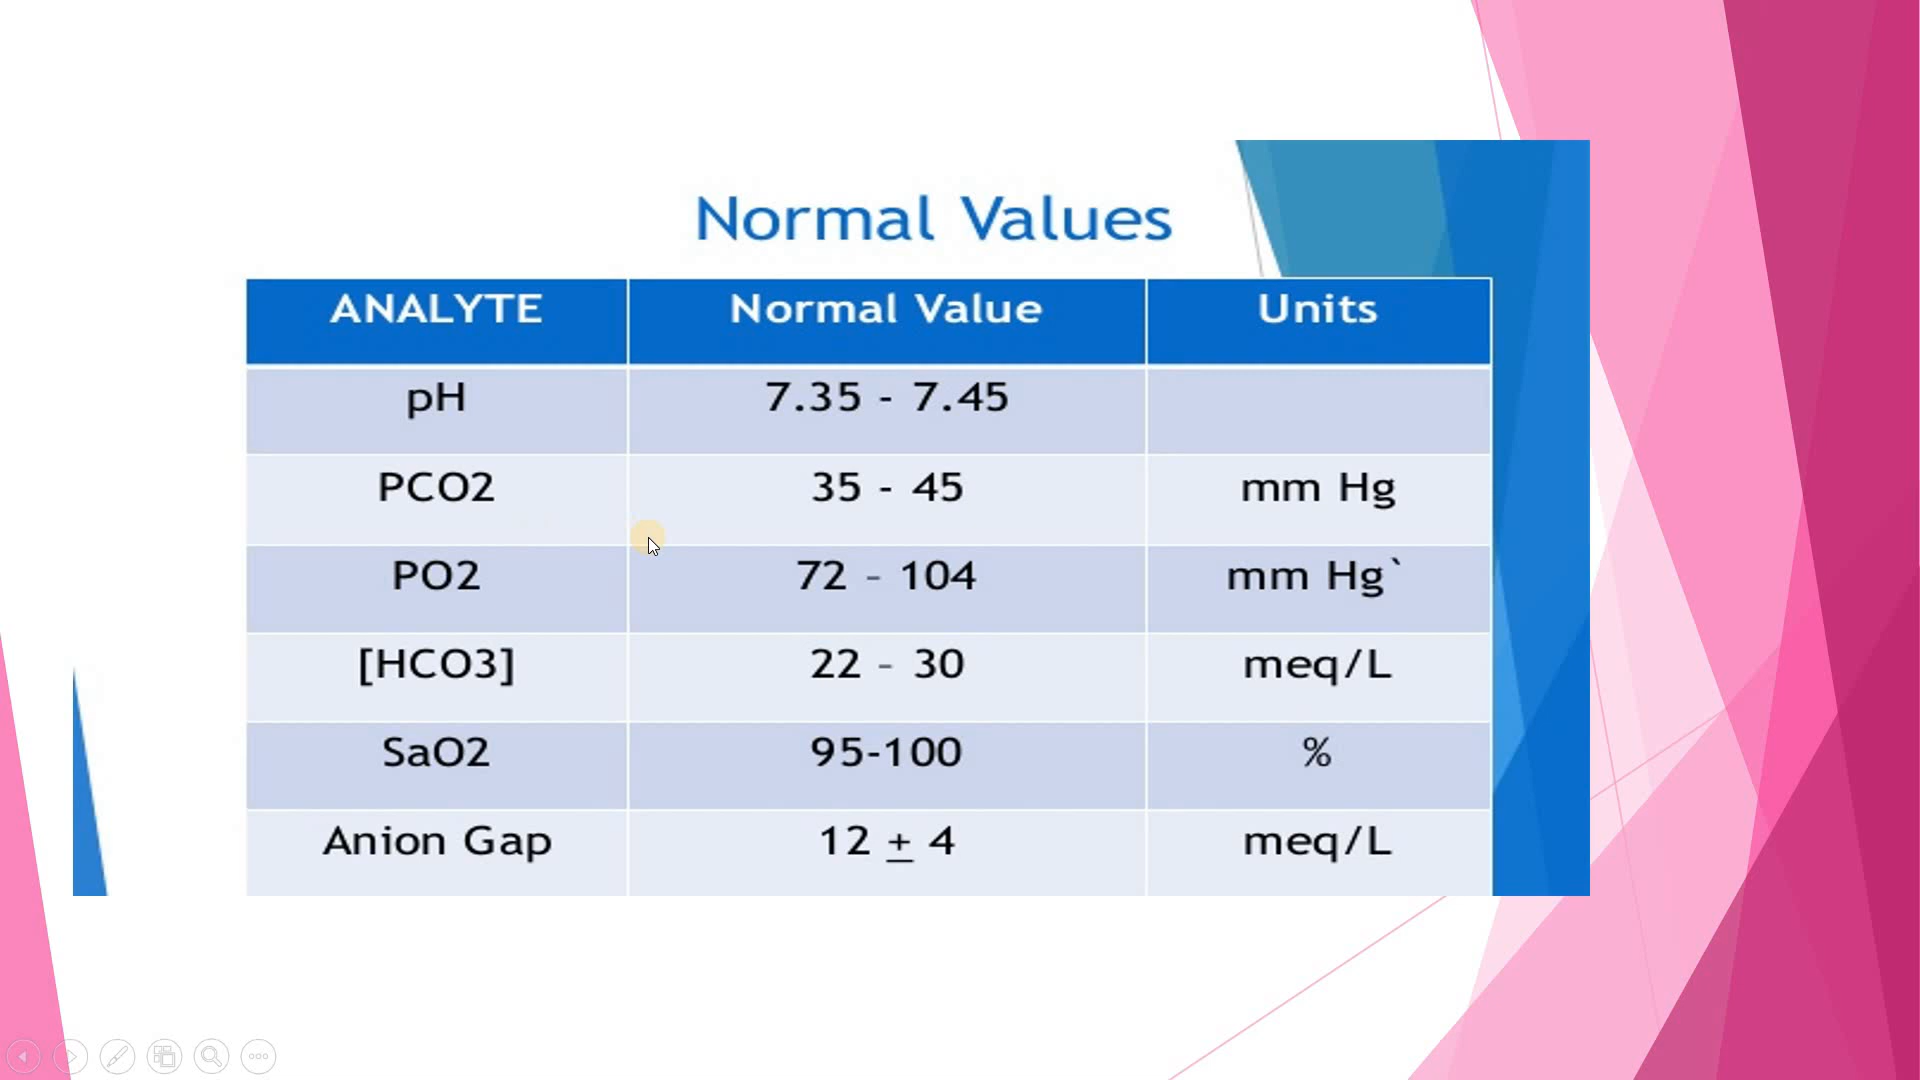 Normal Values
ANALYTE Normal Value Units
pH 7.35 - 7.45
PCO2 35 - 45 mm Hg
PO2 72 - 104 mm Hg`
[HCO3] 22 - 30 meq/L
SaO2 95-100 %
Anion Gap 12 + 4 meq/L